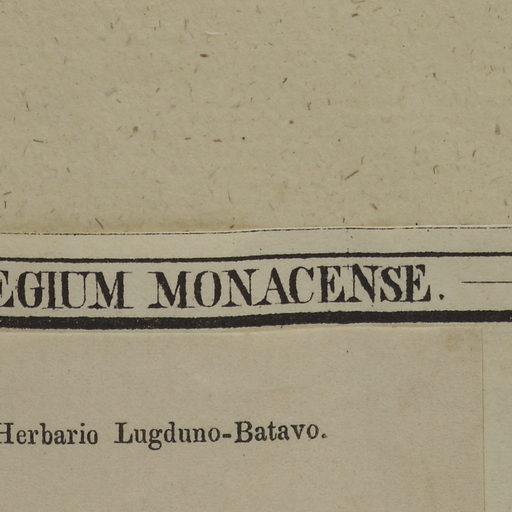 EGIUM MONACENSE.
Herbario Lugduno-Batavo.